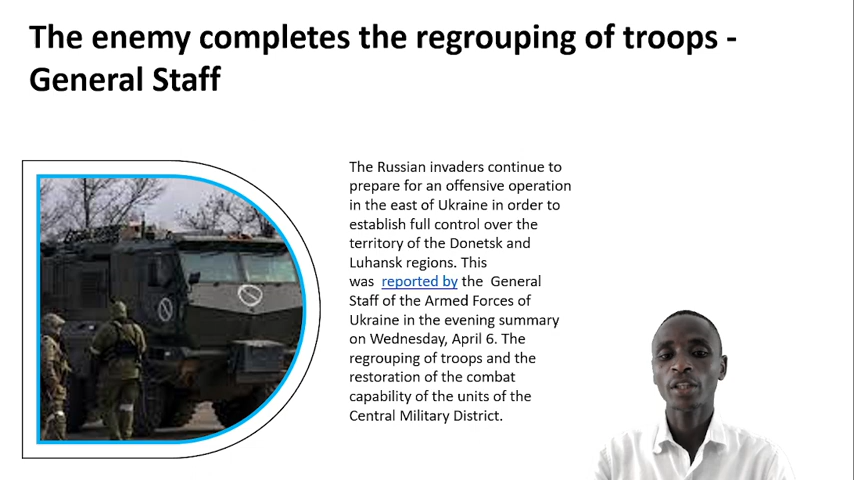 The enemy completes the regrouping of troops -
General Staff
The Russian invaders continue to
prepare for an offensive operation
in the east of Ukraine in order to
establish full control over the
territory of the Donetsk and
Luhansk regions. This
was  reported by the  General
Staff of the Armed Forces of
Ukraine in the evening summary
on Wednesday, April 6. The
regrouping of troops and the
restoration of the combat
capability of the units of the
Central Military District.